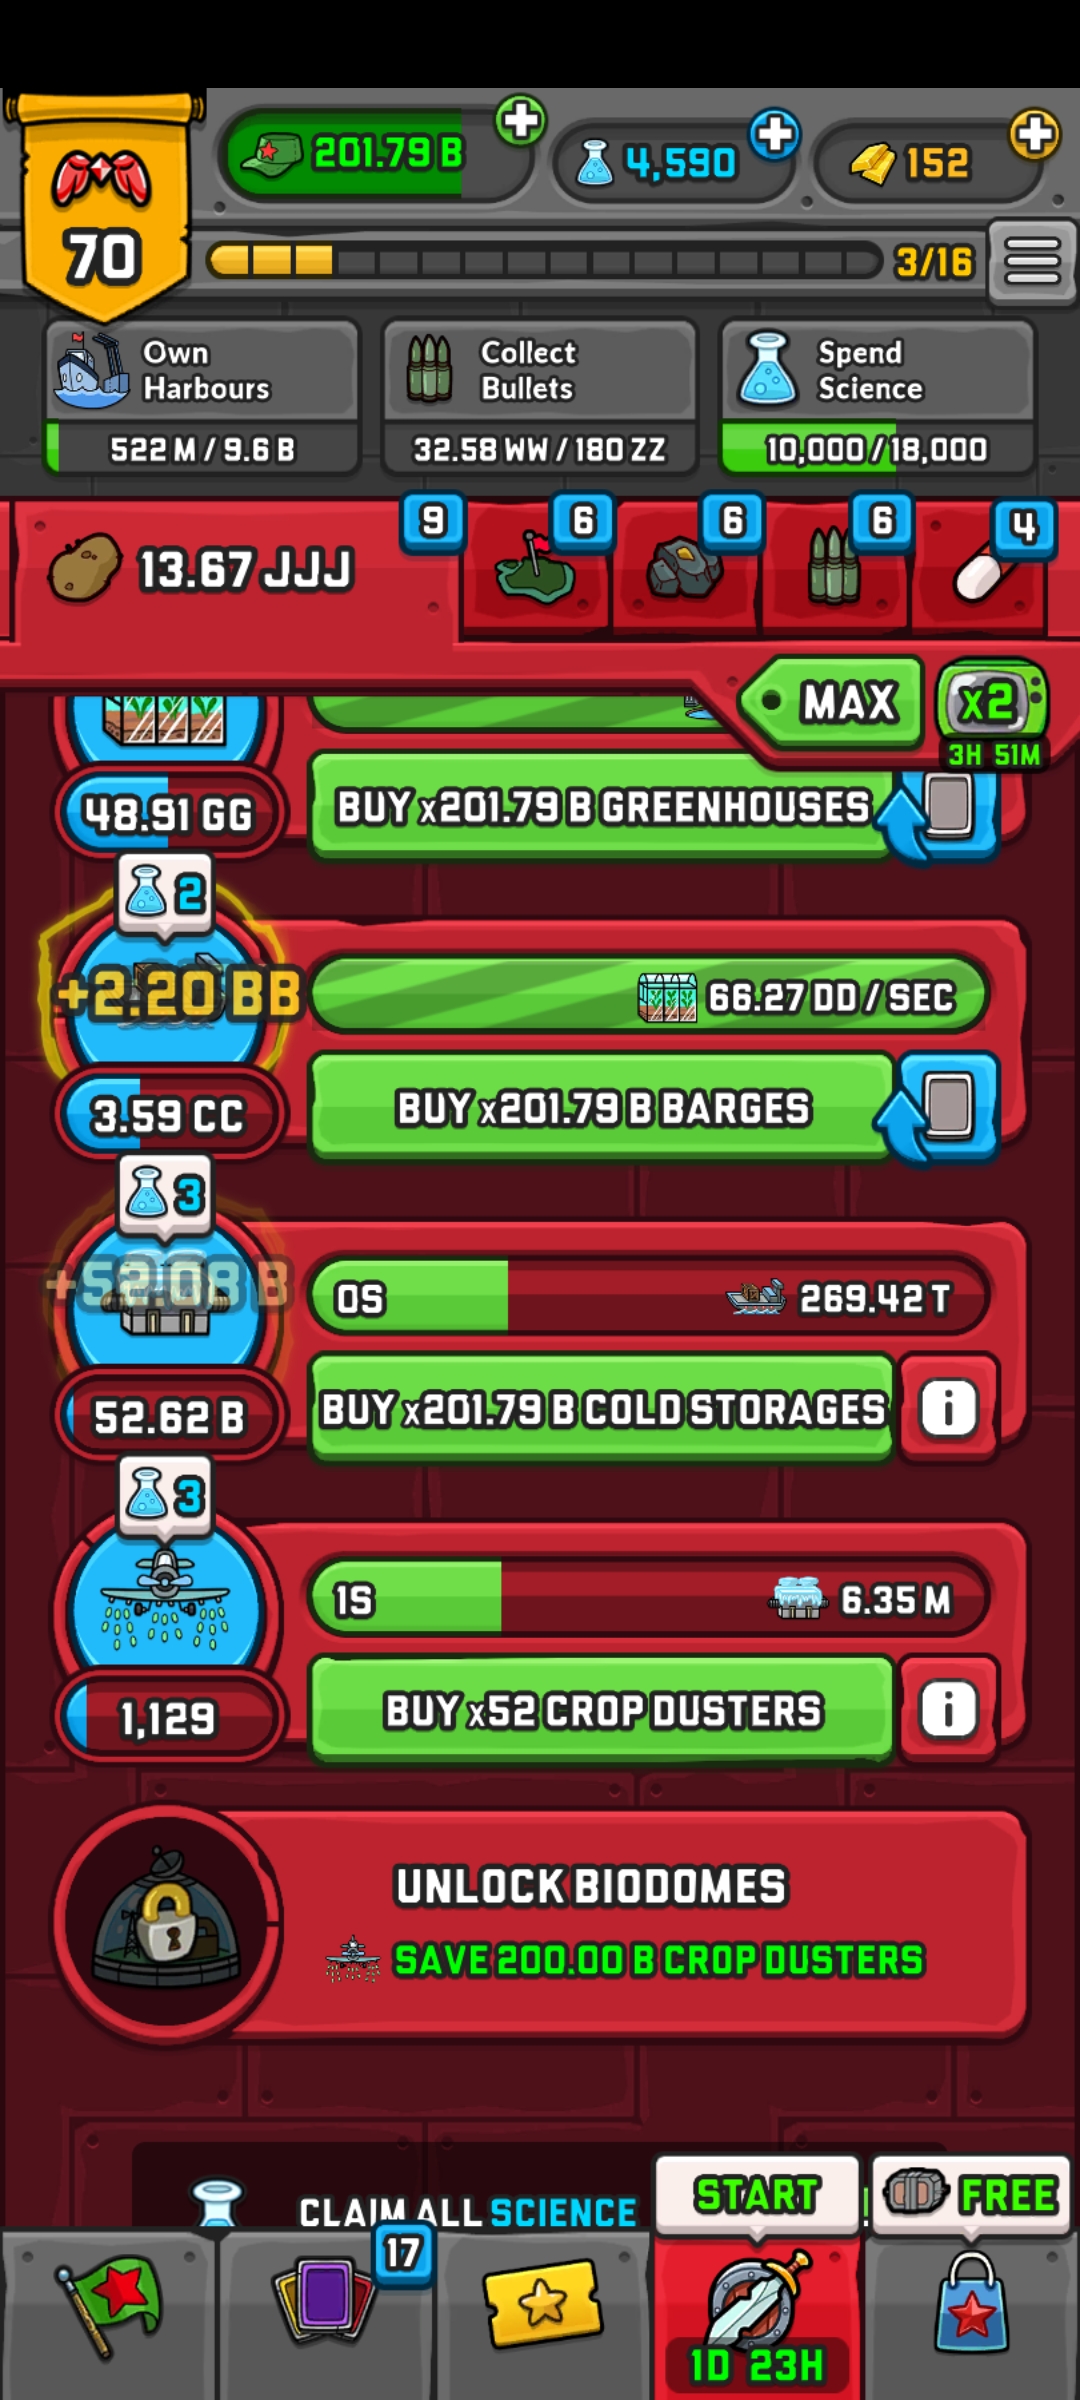 201.79 B
4,590
152
70
3/16
Own
Harbours
522 M / 9.6 B
Collect
Bullets
32.58 WW / 180 ZZ
Spend
Science
10,000 / 18,000
13.67 JJJ
9
6
6
6
4
MAX
x2
3H 51M
48.91 GG
BUY x201.79 B GREENHOUSES
2
+2.20 BB
66.27 DD / SEC
3.59 CC
BUY x201.79 B BARGES
3
+52.08 B
0S
269.42 T
52.62 B
BUY x201.79 B COLD STORAGES
i
3
1S
6.35 M
1,129
BUY x52 CROP DUSTERS
i
UNLOCK BIODOMES
SAVE 200.00 B CROP DUSTERS
CLAIM ALL SCIENCE
START
FREE
17
1D 23H